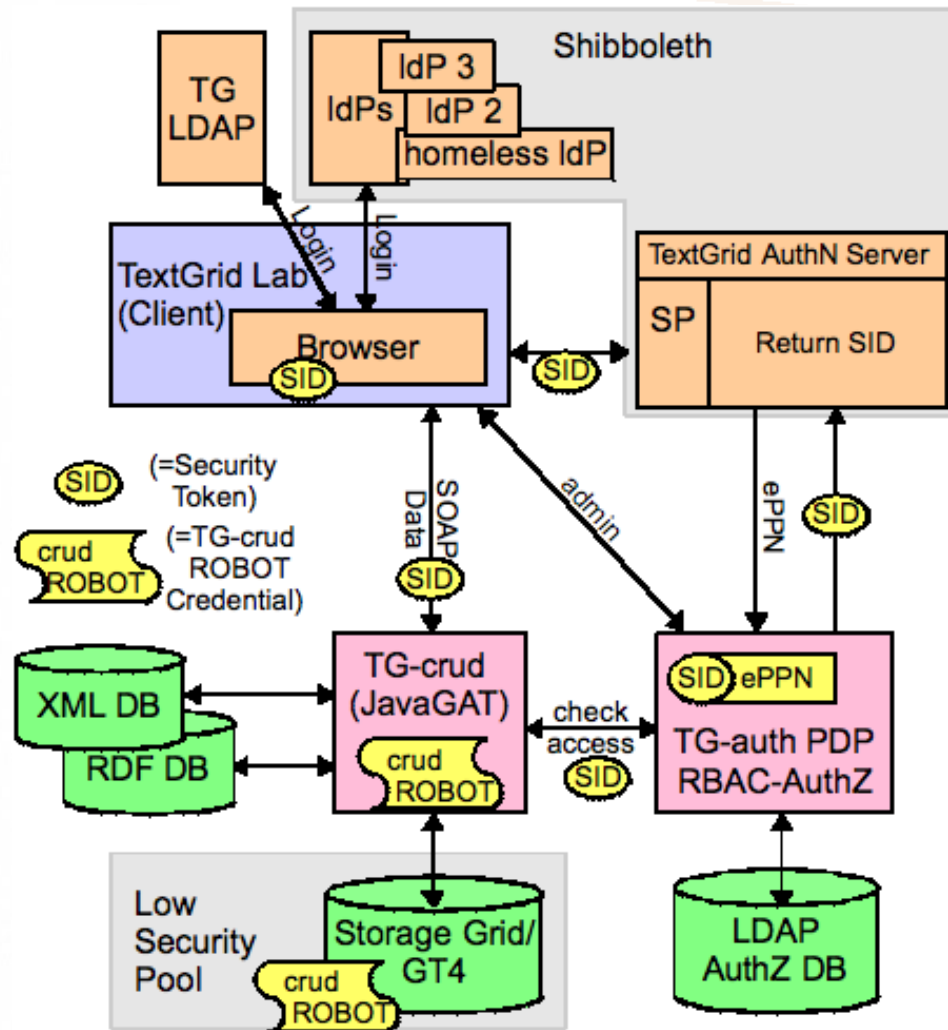 Shibboleth
TG
LDAP
IdPs
IdP 3
IdP 2
homeless IdP
Login
Login
TextGrid Lab
(Client)
Browser
SID
SID
TextGrid AuthN Server
SP
Return SID
SID
(=Security
Token)
crud
ROBOT
(=TG-crud
ROBOT
Credential)
SOAP
Data
SID
admin
ePPN
SID
XML DB
RDF DB
TG-crud
(JavaGAT)
crud
ROBOT
check
access
SID
SID
ePPN
TG-auth PDP
RBAC-AuthZ
Low
Security
Pool
Storage Grid/
GT4
crud
ROBOT
LDAP
AuthZ DB